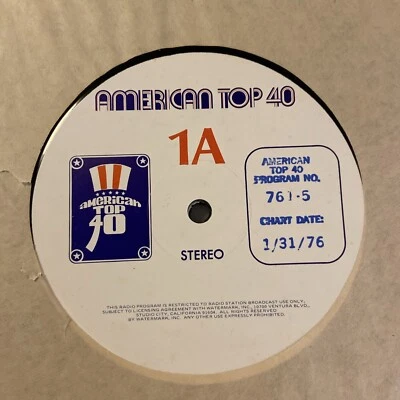 AMERICAN TOP 40
1A
AMERICAN
TOP 40
PROGRAM NO.
761-5
CHART DATE:
1/31/76
AMERICAN
TOP
40
STEREO
THIS RADIO PROGRAM IS RESTRICTED TO RADIO STATION BROADCAST USE ONLY;
SUBJECT TO LICENSING AGREEMENT WITH WATERMARK, INC., 10700 VENTURA BLVD.,
STUDIO CITY, CALIFORNIA 91604. ALL RIGHTS RESERVED
BY WATERMARK, INC. ANY OTHER USE EXPRESSLY PROHIBITED.